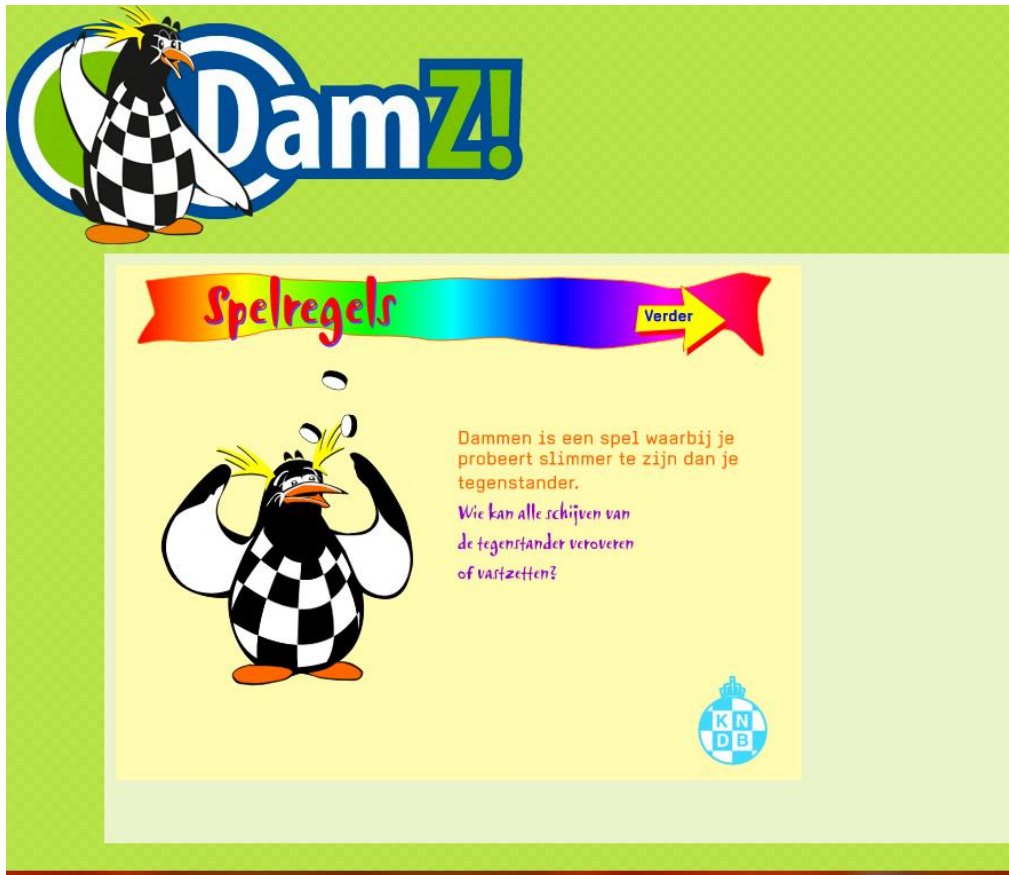 DamZ!
Spelregels
Verder
Dammen is een spel waarbij je
probeert slimmer te zijn dan je
tegenstander.
Wie kan alle schijven van
de tegenstander veroveren
of vastzetten?
K N
D B